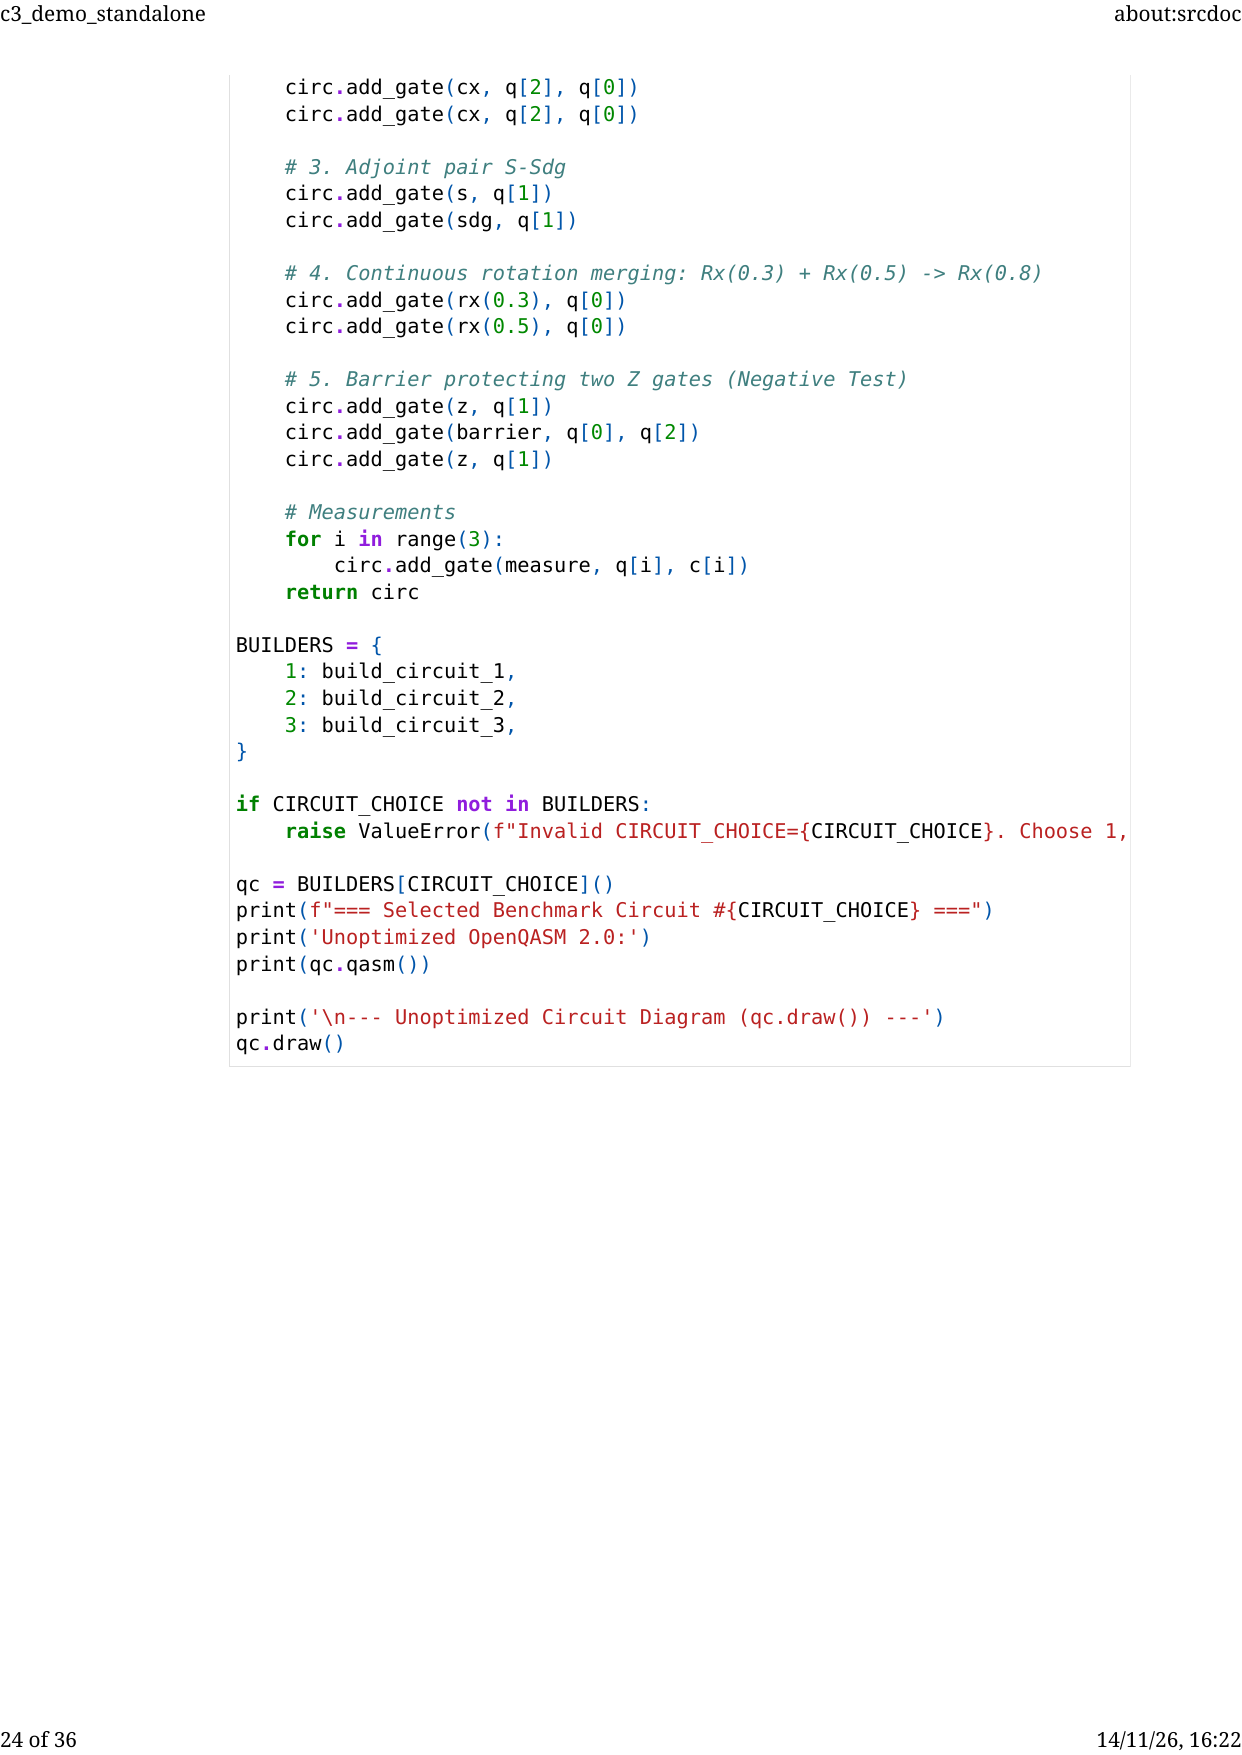 c3_demo_standalone about:srcdoc
circ.add_gate(cx, q[2], q[0])
circ.add_gate(cx, q[2], q[0])
# 3. Adjoint pair S-Sdg
circ.add_gate(s, q[1])
circ.add_gate(sdg, q[1])
# 4. Continuous rotation merging: Rx(0.3) + Rx(0.5) -> Rx(0.8)
circ.add_gate(rx(0.3), q[0])
circ.add_gate(rx(0.5), q[0])
# 5. Barrier protecting two Z gates (Negative Test)
circ.add_gate(z, q[1])
circ.add_gate(barrier, q[0], q[2])
circ.add_gate(z, q[1])
# Measurements
for i in range(3):
circ.add_gate(measure, q[i], c[i])
return circ
BUILDERS = {
1: build_circuit_1,
2: build_circuit_2,
3: build_circuit_3,
}
if CIRCUIT_CHOICE not in BUILDERS:
raise ValueError(f"Invalid CIRCUIT_CHOICE={CIRCUIT_CHOICE}. Choose 1,
qc = BUILDERS[CIRCUIT_CHOICE]()
print(f"=== Selected Benchmark Circuit #{CIRCUIT_CHOICE} ===")
print('Unoptimized OpenQASM 2.0:')
print(qc.qasm())
print('\n--- Unoptimized Circuit Diagram (qc.draw()) ---')
qc.draw()
24 of 36 14/11/26, 16:22